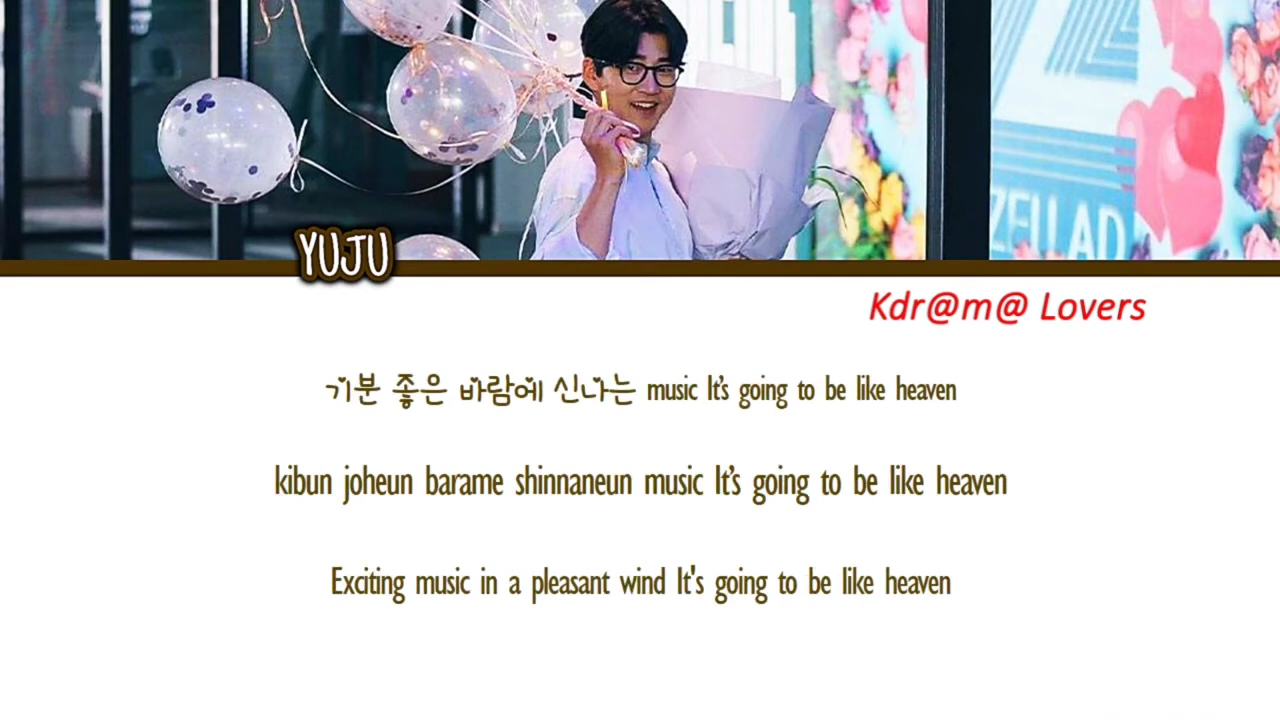 ZELLAD
YUJU
Kdr@m@ Lovers
기분 좋은 바람에 신나는 music It's going to be like heaven
kibun joheun barame shinnaneun music It's going to be like heaven
Exciting music in a pleasant wind It's going to be like heaven